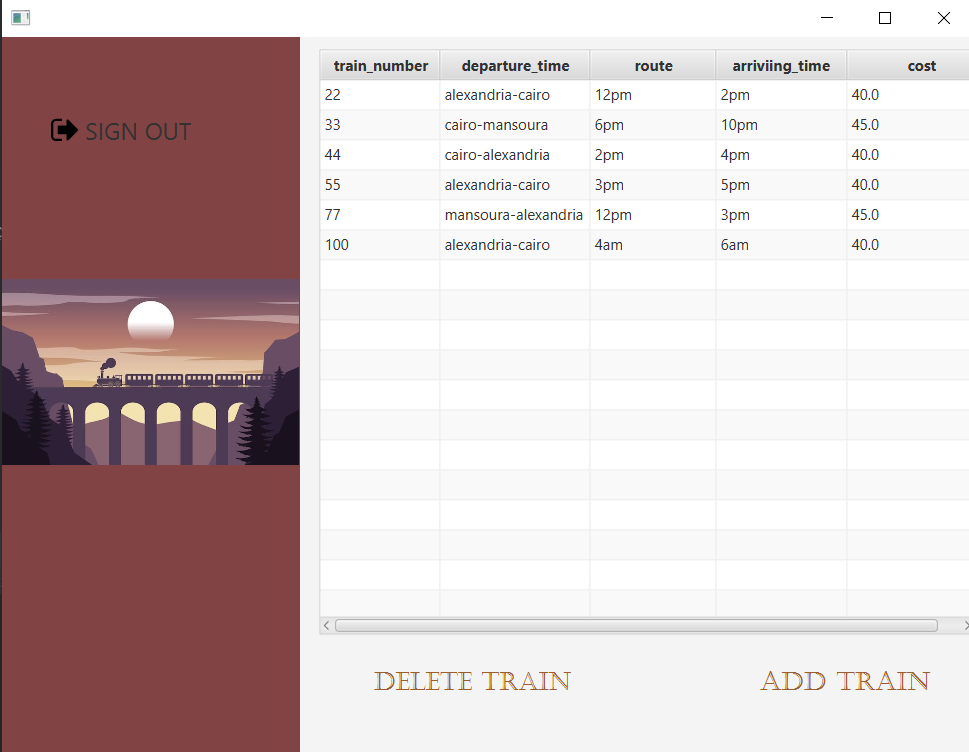 SIGN OUT
train_number departure_time route arriviing_time cost
22 alexandria-cairo 12pm 2pm 40.0
33 cairo-mansoura 6pm 10pm 45.0
44 cairo-alexandria 2pm 4pm 40.0
55 alexandria-cairo 3pm 5pm 40.0
77 mansoura-alexandria 12pm 3pm 45.0
100 alexandria-cairo 4am 6am 40.0
DELETE TRAIN ADD TRAIN